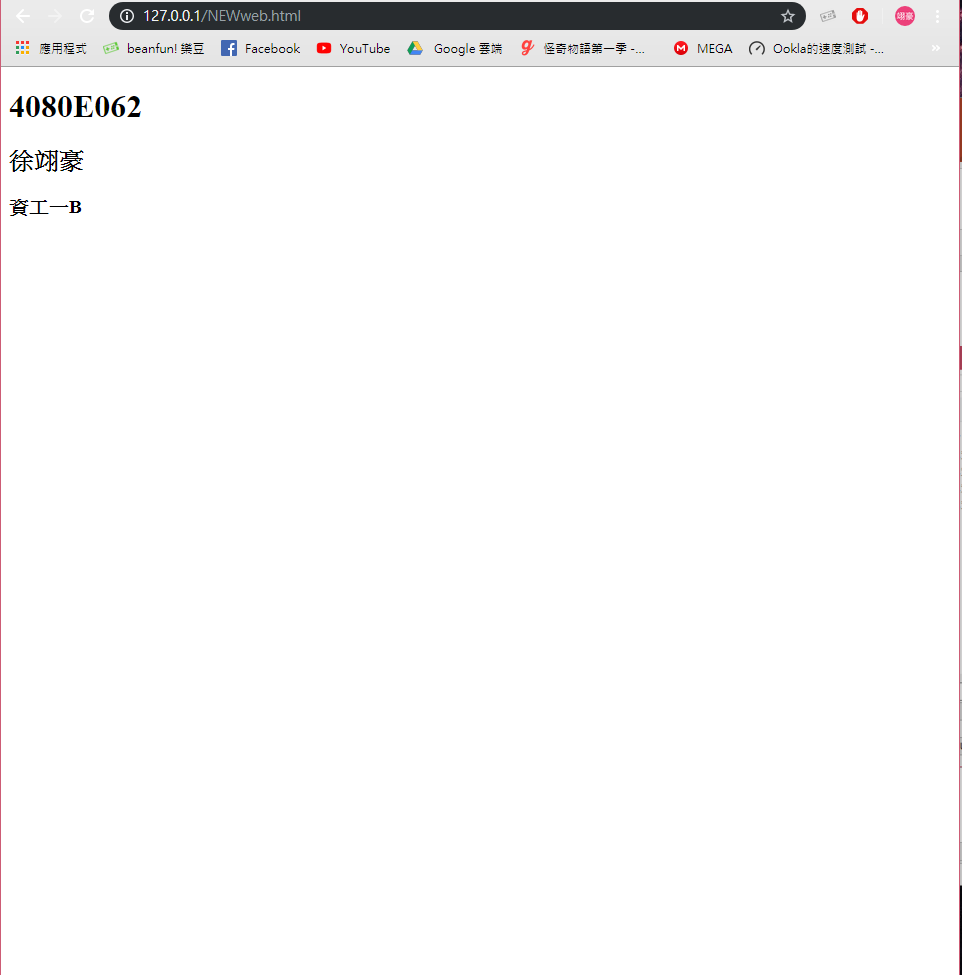 127.0.0.1/NEWweb.html
翊豪
應用程式 beanfun! 樂豆 Facebook YouTube Google 雲端 怪奇物語第一季 -... MEGA Ookla的速度測試 -... »
4080E062
徐翊豪
資工一B